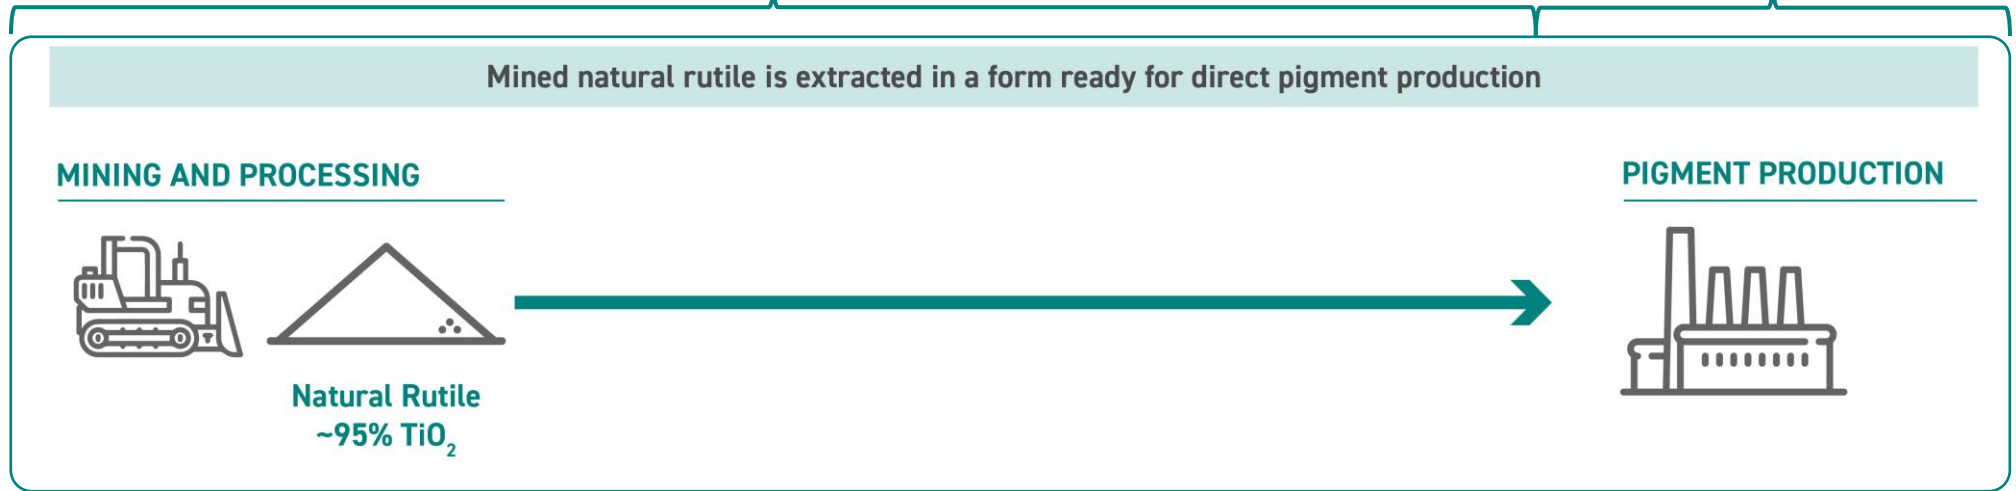 Mined natural rutile is extracted in a form ready for direct pigment production
MINING AND PROCESSING
PIGMENT PRODUCTION
Natural Rutile
~95% TiO₂